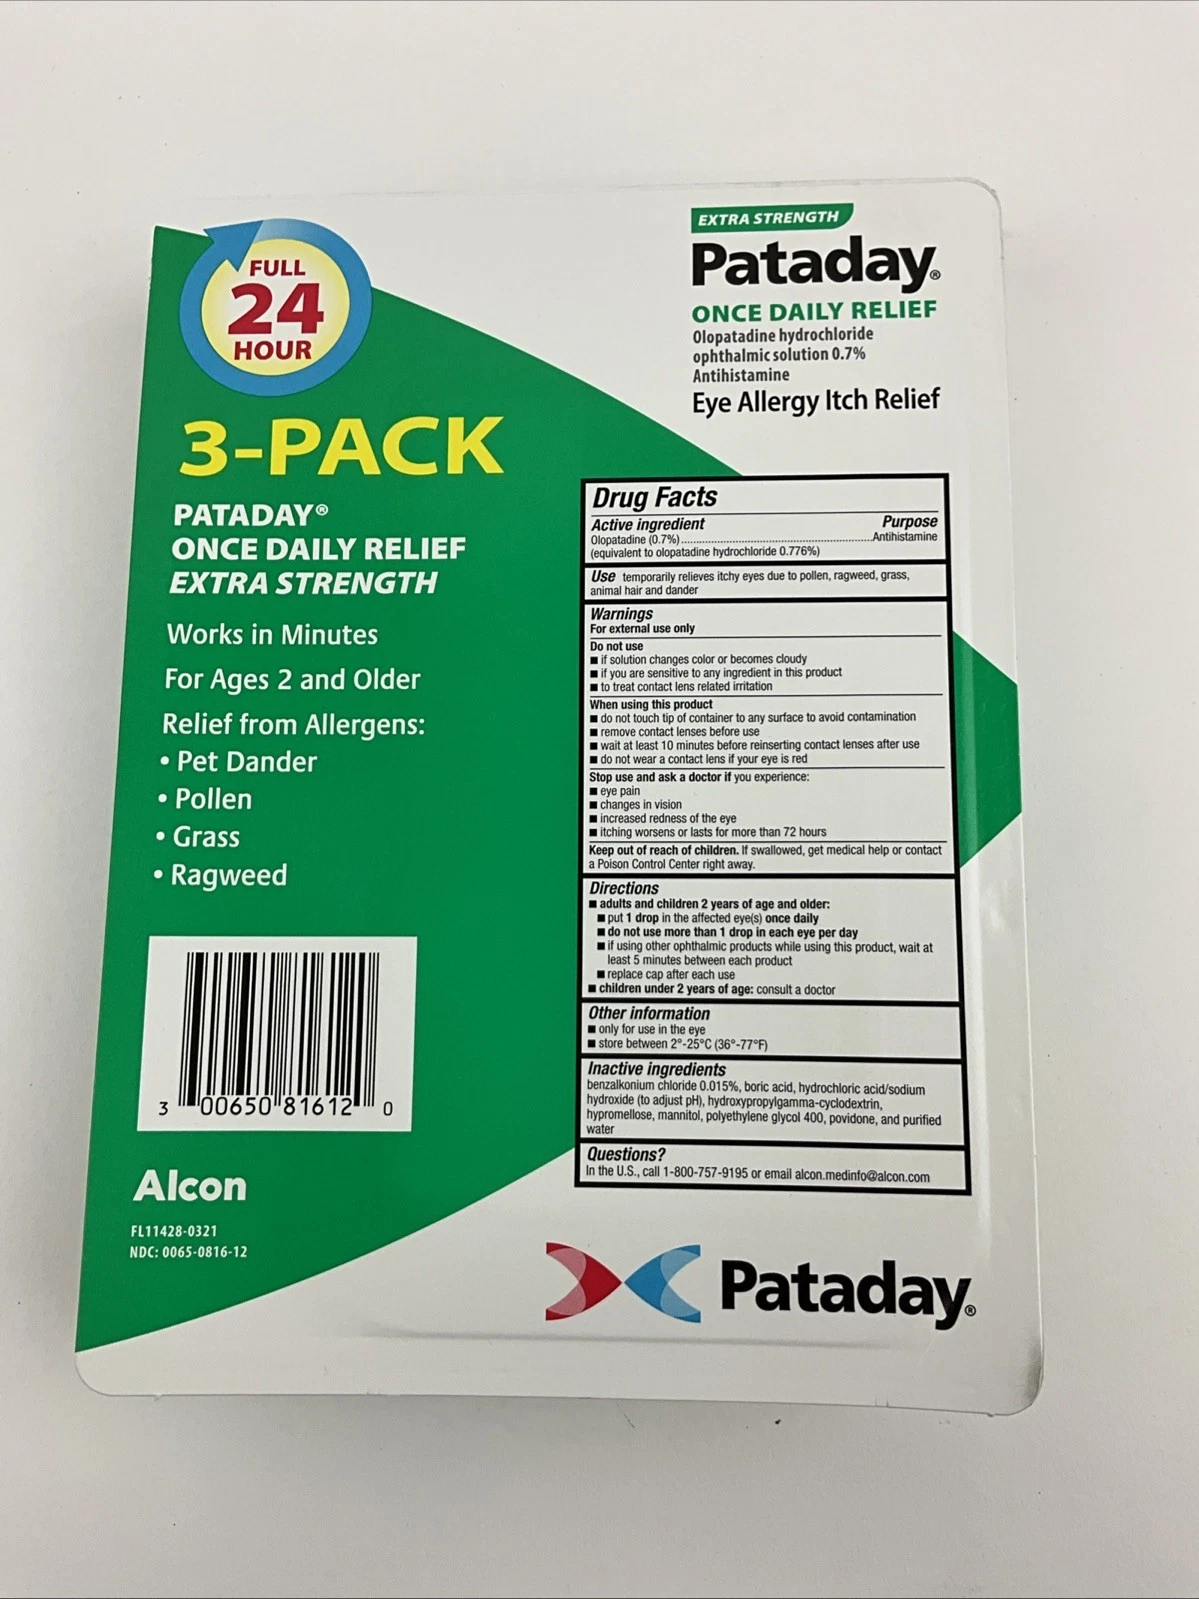 FULL
24
HOUR
3-PACK
PATADAY®
ONCE DAILY RELIEF
EXTRA STRENGTH
Works in Minutes
For Ages 2 and Older
Relief from Allergens:
• Pet Dander
• Pollen
• Grass
• Ragweed
3 00650 81612 0
Alcon
FL11428-0321
NDC: 0065-0816-12
EXTRA STRENGTH
Pataday®
ONCE DAILY RELIEF
Olopatadine hydrochloride
ophthalmic solution 0.7%
Antihistamine
Eye Allergy Itch Relief
Drug Facts
Active ingredient Purpose
Olopatadine (0.7%)..........Antihistamine
(equivalent to olopatadine hydrochloride 0.776%)
Use temporarily relieves itchy eyes due to pollen, ragweed, grass,
animal hair and dander
Warnings
For external use only
Do not use
■ if solution changes color or becomes cloudy
■ if you are sensitive to any ingredient in this product
■ to treat contact lens related irritation
When using this product
■ do not touch tip of container to any surface to avoid contamination
■ remove contact lenses before use
■ wait at least 10 minutes before reinserting contact lenses after use
■ do not wear a contact lens if your eye is red
Stop use and ask a doctor if you experience:
■ eye pain
■ changes in vision
■ increased redness of the eye
■ itching worsens or lasts for more than 72 hours
Keep out of reach of children. If swallowed, get medical help or contact
a Poison Control Center right away.
Directions
■ adults and children 2 years of age and older:
■ put 1 drop in the affected eye(s) once daily
■ do not use more than 1 drop in each eye per day
■ if using other ophthalmic products while using this product, wait at
least 5 minutes between each product
■ replace cap after each use
■ children under 2 years of age: consult a doctor
Other information
■ only for use in the eye
■ store between 2°-25°C (36°-77°F)
Inactive ingredients
benzalkonium chloride 0.015%, boric acid, hydrochloric acid/sodium
hydroxide (to adjust pH), hydroxypropylgamma-cyclodextrin,
hypromellose, mannitol, polyethylene glycol 400, povidone, and purified
water
Questions?
In the U.S., call 1-800-757-9195 or email alcon.medinfo@alcon.com
Pataday®